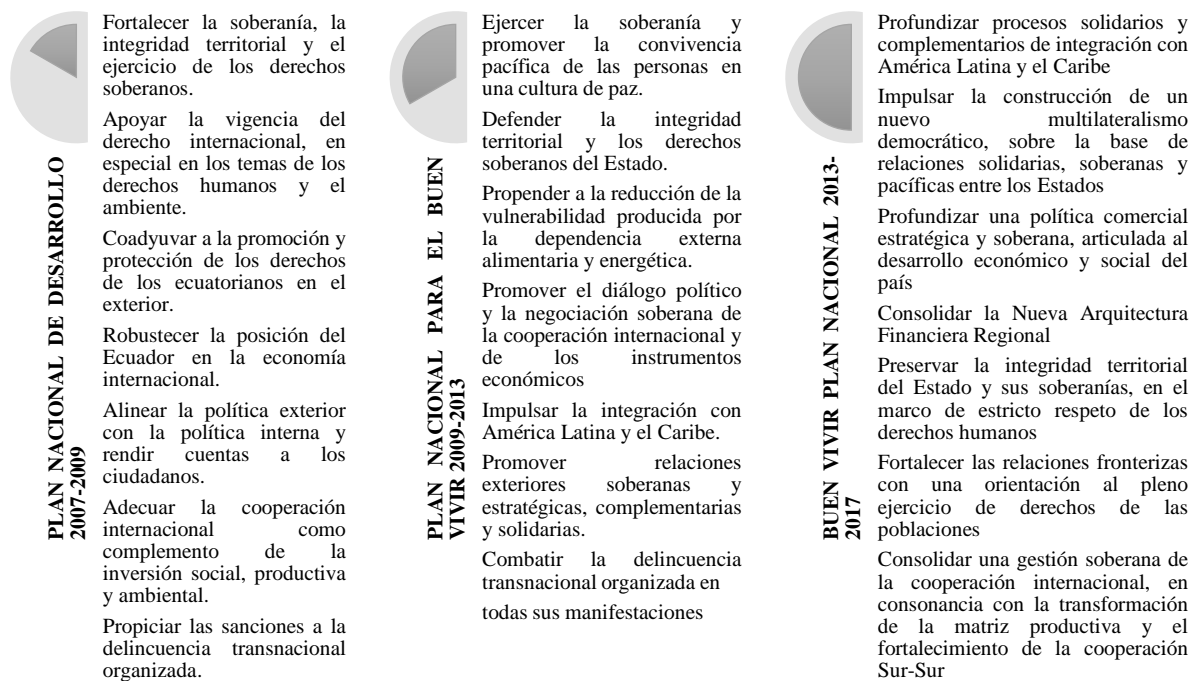 PLAN NACIONAL DE DESARROLLO
2007-2009
Fortalecer la soberanía, la
integridad territorial y el
ejercicio de los derechos
soberanos.
Apoyar la vigencia del
derecho internacional, en
especial en los temas de los
derechos humanos y el
ambiente.
Coadyuvar a la promoción y
protección de los derechos
de los ecuatorianos en el
exterior.
Robustecer la posición del
Ecuador en la economía
internacional.
Alinear la política exterior
con la política interna y
rendir cuentas a los
ciudadanos.
Adecuar la cooperación
internacional como
complemento de la
inversión social, productiva
y ambiental.
Propiciar las sanciones a la
delincuencia transnacional
organizada.
PLAN NACIONAL PARA EL BUEN
VIVIR 2009-2013
Ejercer la soberanía y
promover la convivencia
pacífica de las personas en
una cultura de paz.
Defender la integridad
territorial y los derechos
soberanos del Estado.
Propender a la reducción de la
vulnerabilidad producida por
la dependencia externa
alimentaria y energética.
Promover el diálogo político
y la negociación soberana de
la cooperación internacional y
de los instrumentos
económicos
Impulsar la integración con
América Latina y el Caribe.
Promover relaciones
exteriores soberanas y
estratégicas, complementarias
y solidarias.
Combatir la delincuencia
transnacional organizada en
todas sus manifestaciones
BUEN VIVIR PLAN NACIONAL 2013-
2017
Profundizar procesos solidarios y
complementarios de integración con
América Latina y el Caribe
Impulsar la construcción de un
nuevo multilateralismo
democrático, sobre la base de
relaciones solidarias, soberanas y
pacíficas entre los Estados
Profundizar una política comercial
estratégica y soberana, articulada al
desarrollo económico y social del
país
Consolidar la Nueva Arquitectura
Financiera Regional
Preservar la integridad territorial
del Estado y sus soberanías, en el
marco de estricto respeto de los
derechos humanos
Fortalecer las relaciones fronterizas
con una orientación al pleno
ejercicio de derechos de las
poblaciones
Consolidar una gestión soberana de
la cooperación internacional, en
consonancia con la transformación
de la matriz productiva y el
fortalecimiento de la cooperación
Sur-Sur